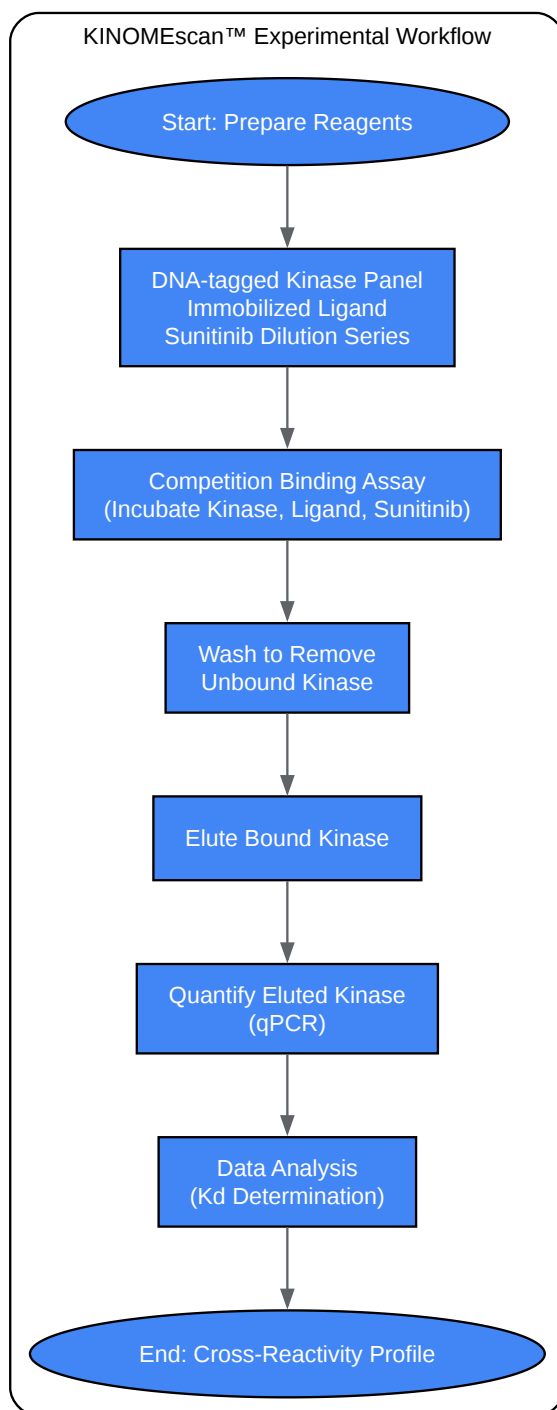 KINOMEscan™ Experimental Workflow
Start: Prepare Reagents
DNA-tagged Kinase Panel
Immobilized Ligand
Sunitinib Dilution Series
Competition Binding Assay
(Incubate Kinase, Ligand, Sunitinib)
Wash to Remove
Unbound Kinase
Elute Bound Kinase
Quantify Eluted Kinase
(qPCR)
Data Analysis
(Kd Determination)
End: Cross-Reactivity Profile